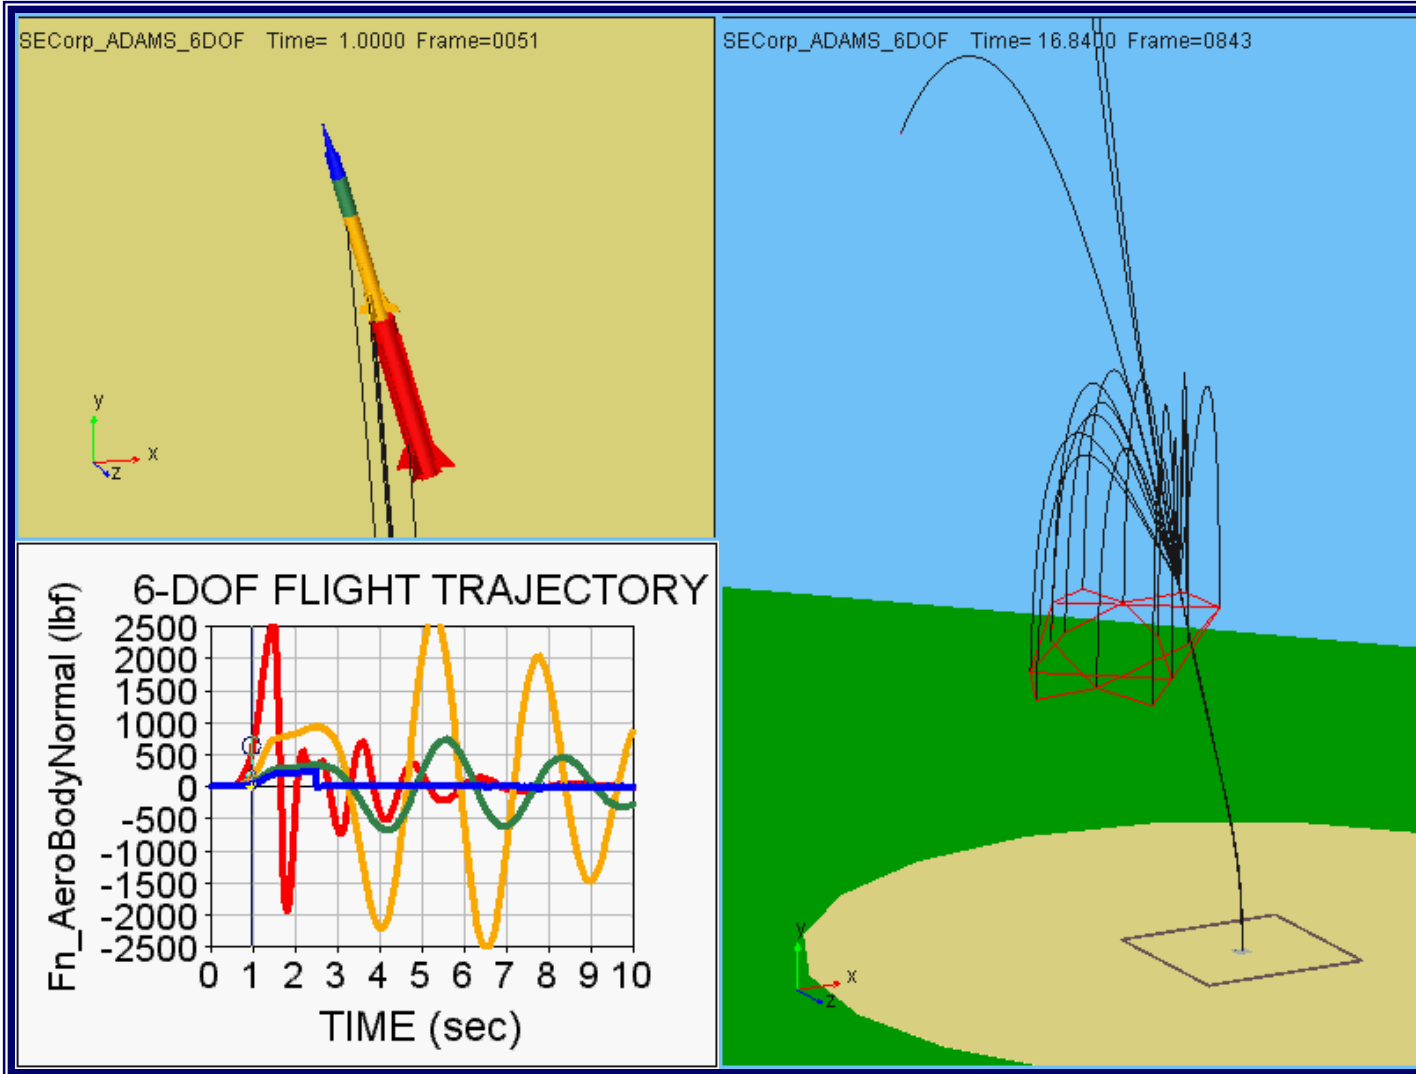 SECorp_ADAMS_6DOF Time= 1.0000 Frame=0051
y
x
z
SECorp_ADAMS_6DOF Time= 16.8400 Frame=0843
6-DOF FLIGHT TRAJECTORY
Fn_AeroBodyNormal (lbf)
2500
2000
1500
1000
500
0
-500
-1000
-1500
-2000
-2500
0 1 2 3 4 5 6 7 8 9 10
TIME (sec)
y
x
z